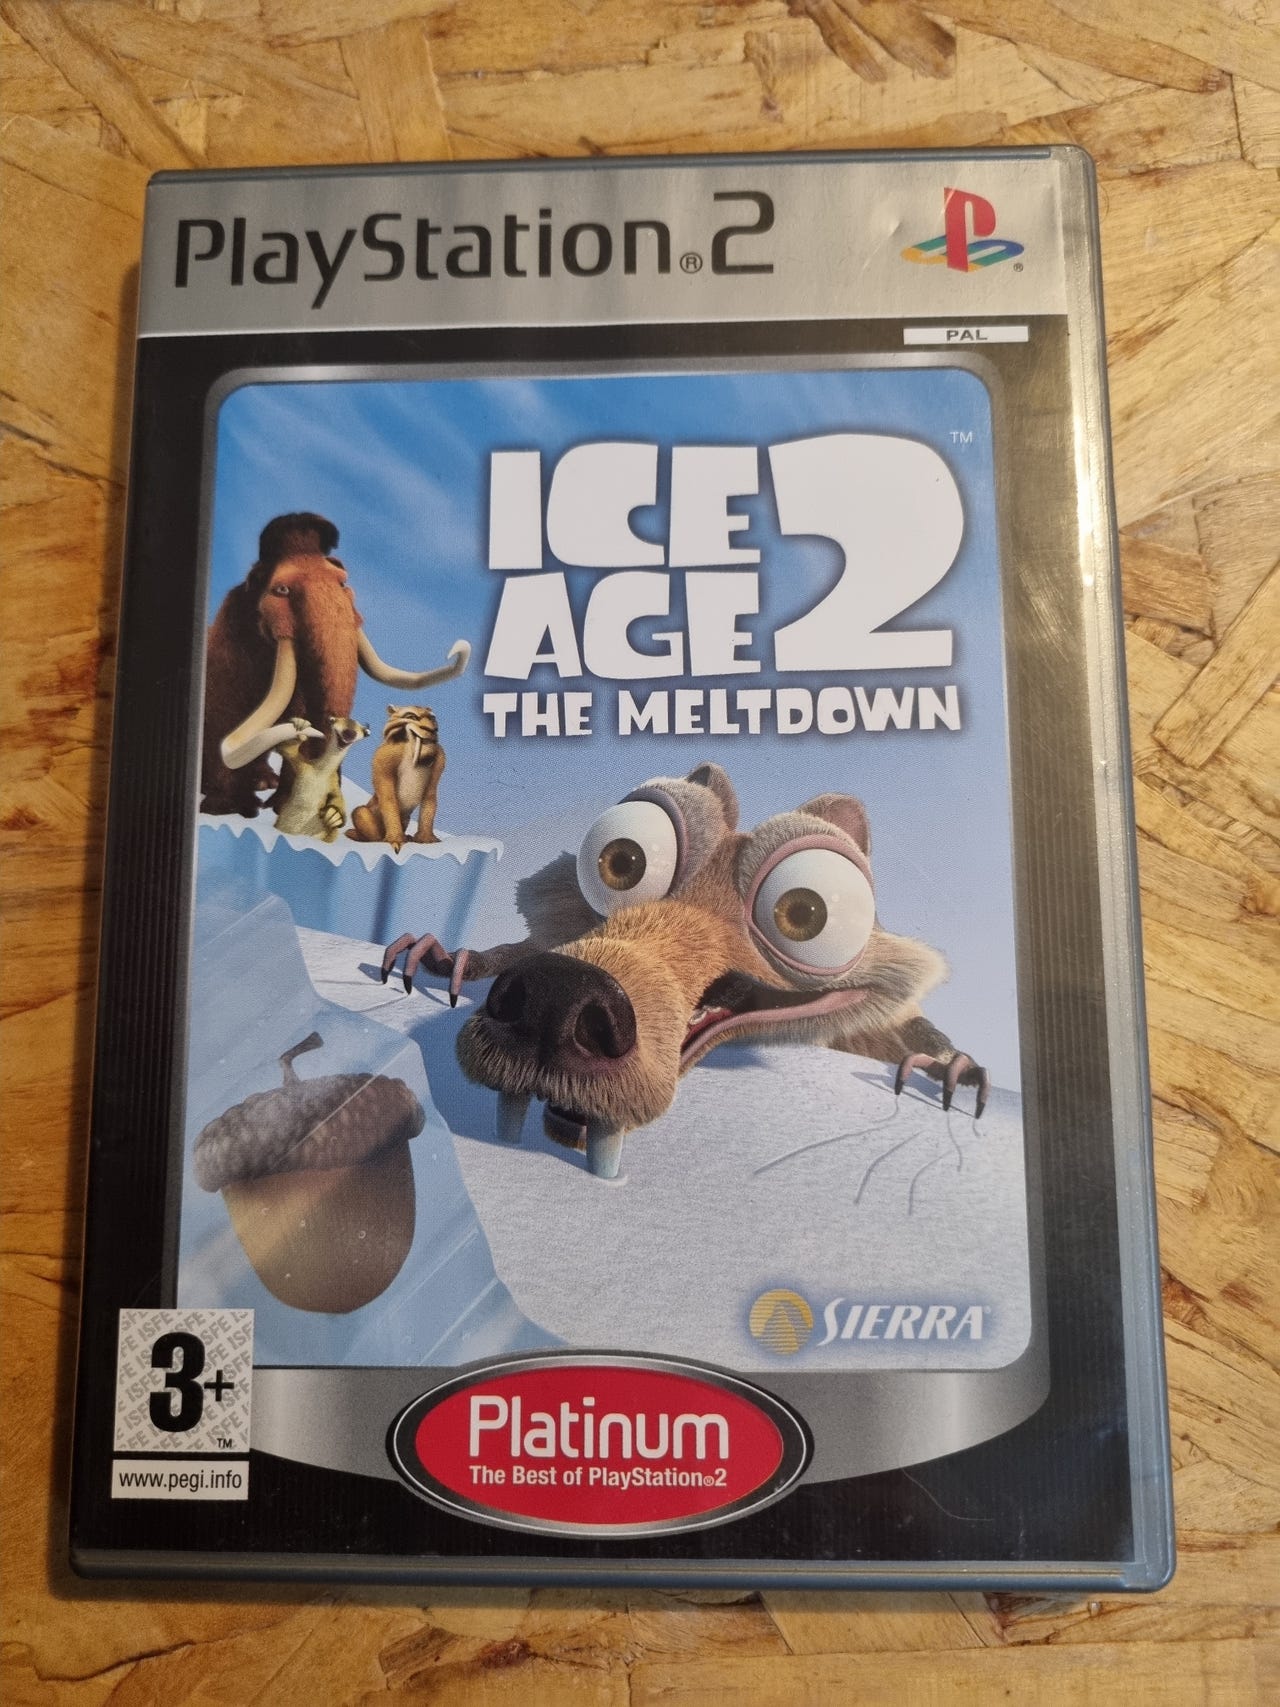 PlayStation®2
PAL
ICE
AGE 2™
THE MELTDOWN
SIERRA
3+™
www.pegi.info
Platinum
The Best of PlayStation®2